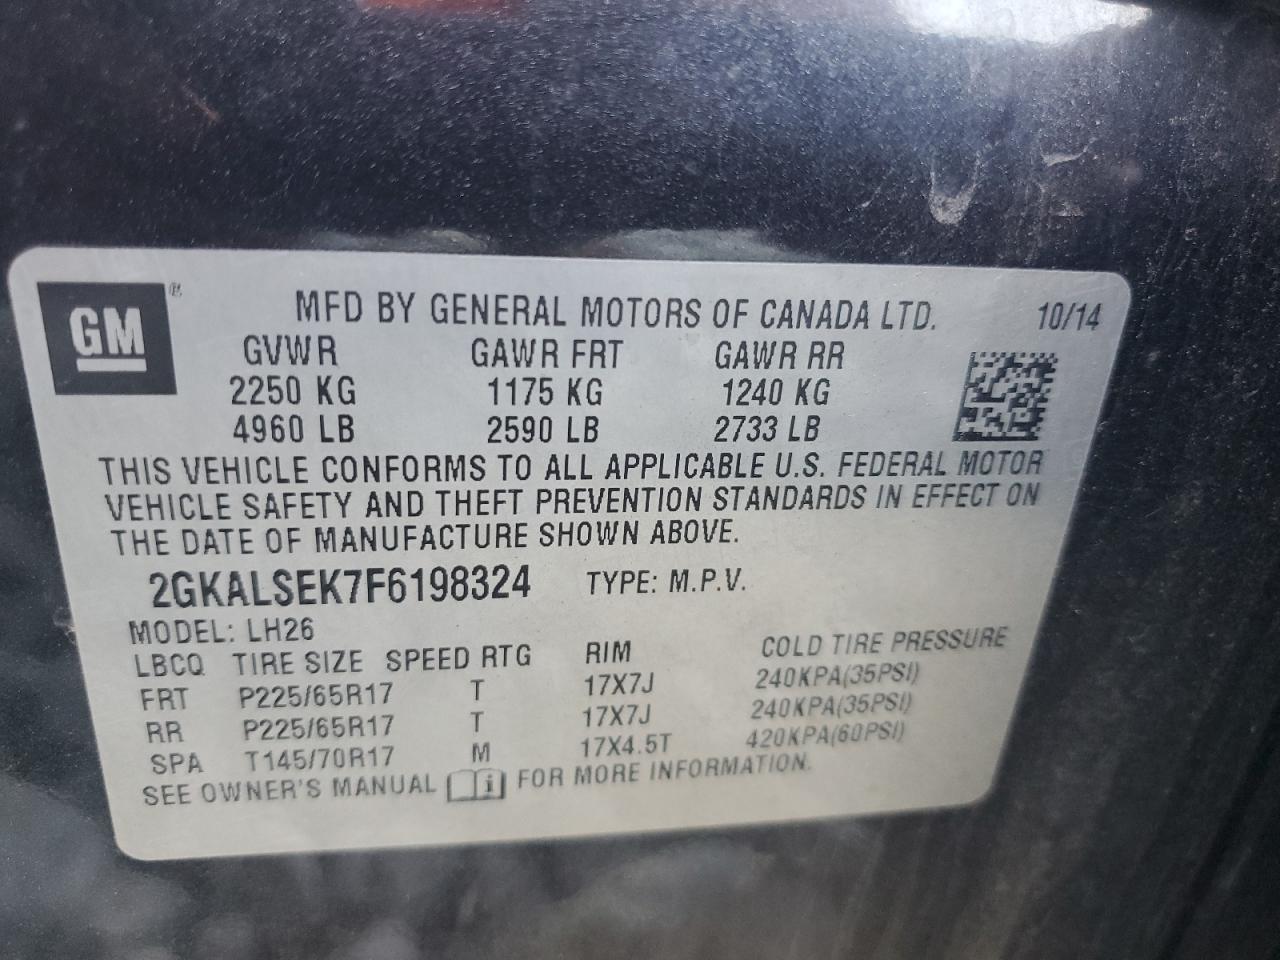 GM ®
MFD BY GENERAL MOTORS OF CANADA LTD. 10/14
GVWR GAWR FRT GAWR RR
2250 KG 1175 KG 1240 KG
4960 LB 2590 LB 2733 LB
THIS VEHICLE CONFORMS TO ALL APPLICABLE U.S. FEDERAL MOTOR
VEHICLE SAFETY AND THEFT PREVENTION STANDARDS IN EFFECT ON
THE DATE OF MANUFACTURE SHOWN ABOVE.
2GKALSEK7F6198324 TYPE: M.P.V.
MODEL: LH26
LBCQ TIRE SIZE SPEED RTG RIM COLD TIRE PRESSURE
FRT P225/65R17 T 17X7J 240KPA(35PSI)
RR P225/65R17 T 17X7J 240KPA(35PSI)
SPA T145/70R17 M 17X4.5T 420KPA(60PSI)
SEE OWNER'S MANUAL i FOR MORE INFORMATION.